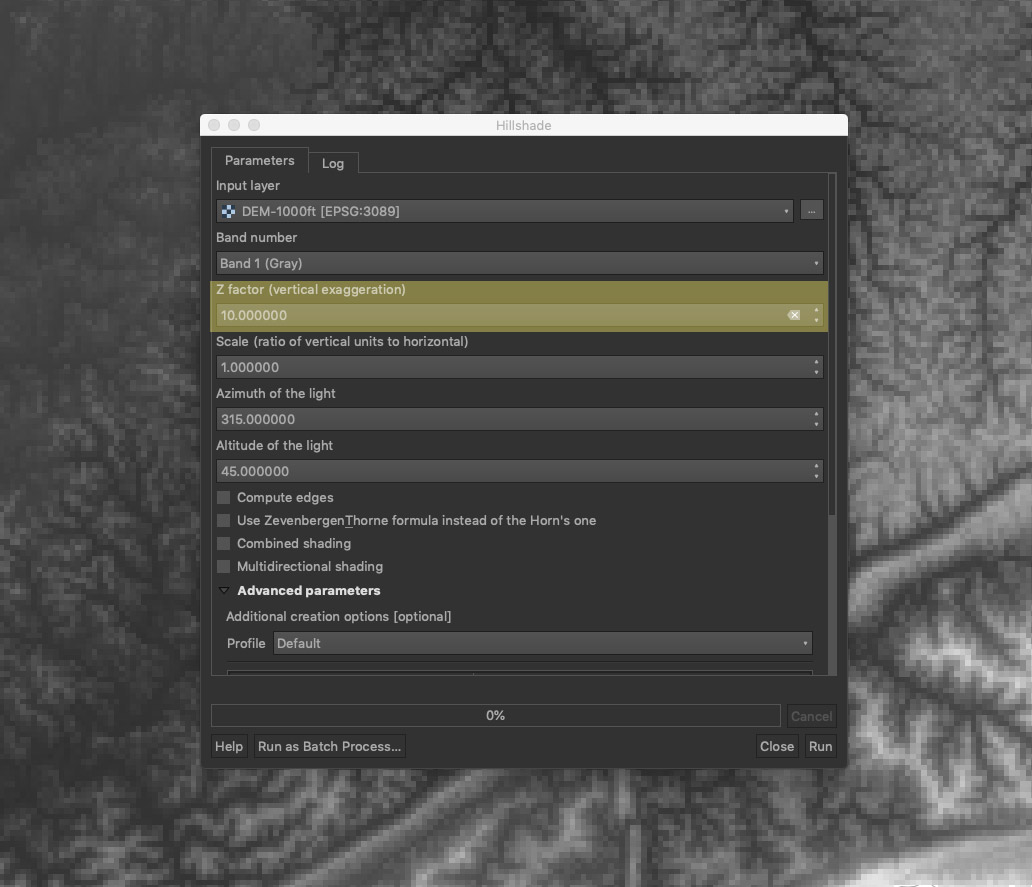 Hillshade
Parameters
Log
Input layer
DEM-1000ft [EPSG:3089]
...
Band number
Band 1 (Gray)
Z factor (vertical exaggeration)
10.000000
Scale (ratio of vertical units to horizontal)
1.000000
Azimuth of the light
315.000000
Altitude of the light
45.000000
Compute edges
Use ZevenbergenThorne formula instead of the Horn's one
Combined shading
Multidirectional shading
Advanced parameters
Additional creation options [optional]
Profile Default
0%
Cancel
Help Run as Batch Process... Close Run